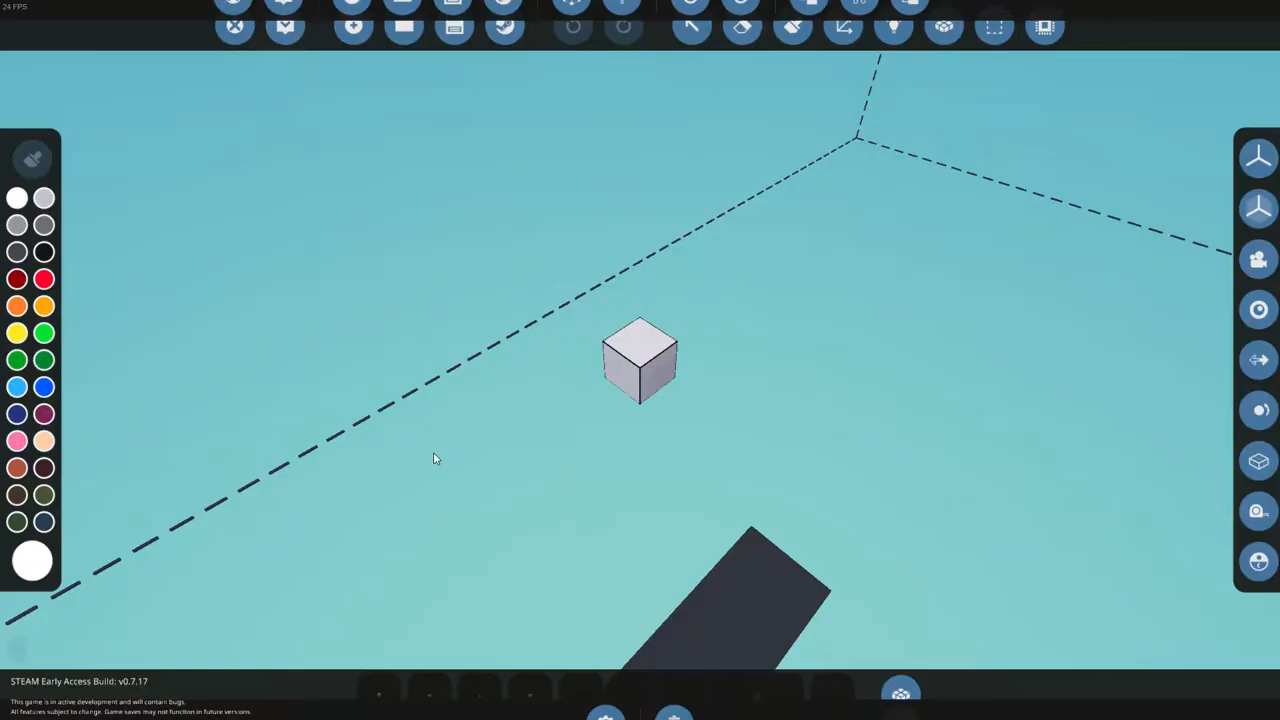 24 FPS
STEAM Early Access Build: v0.7.17
This game is in active development and will contain bugs.
All features subject to change. Game saves may not function in future versions.